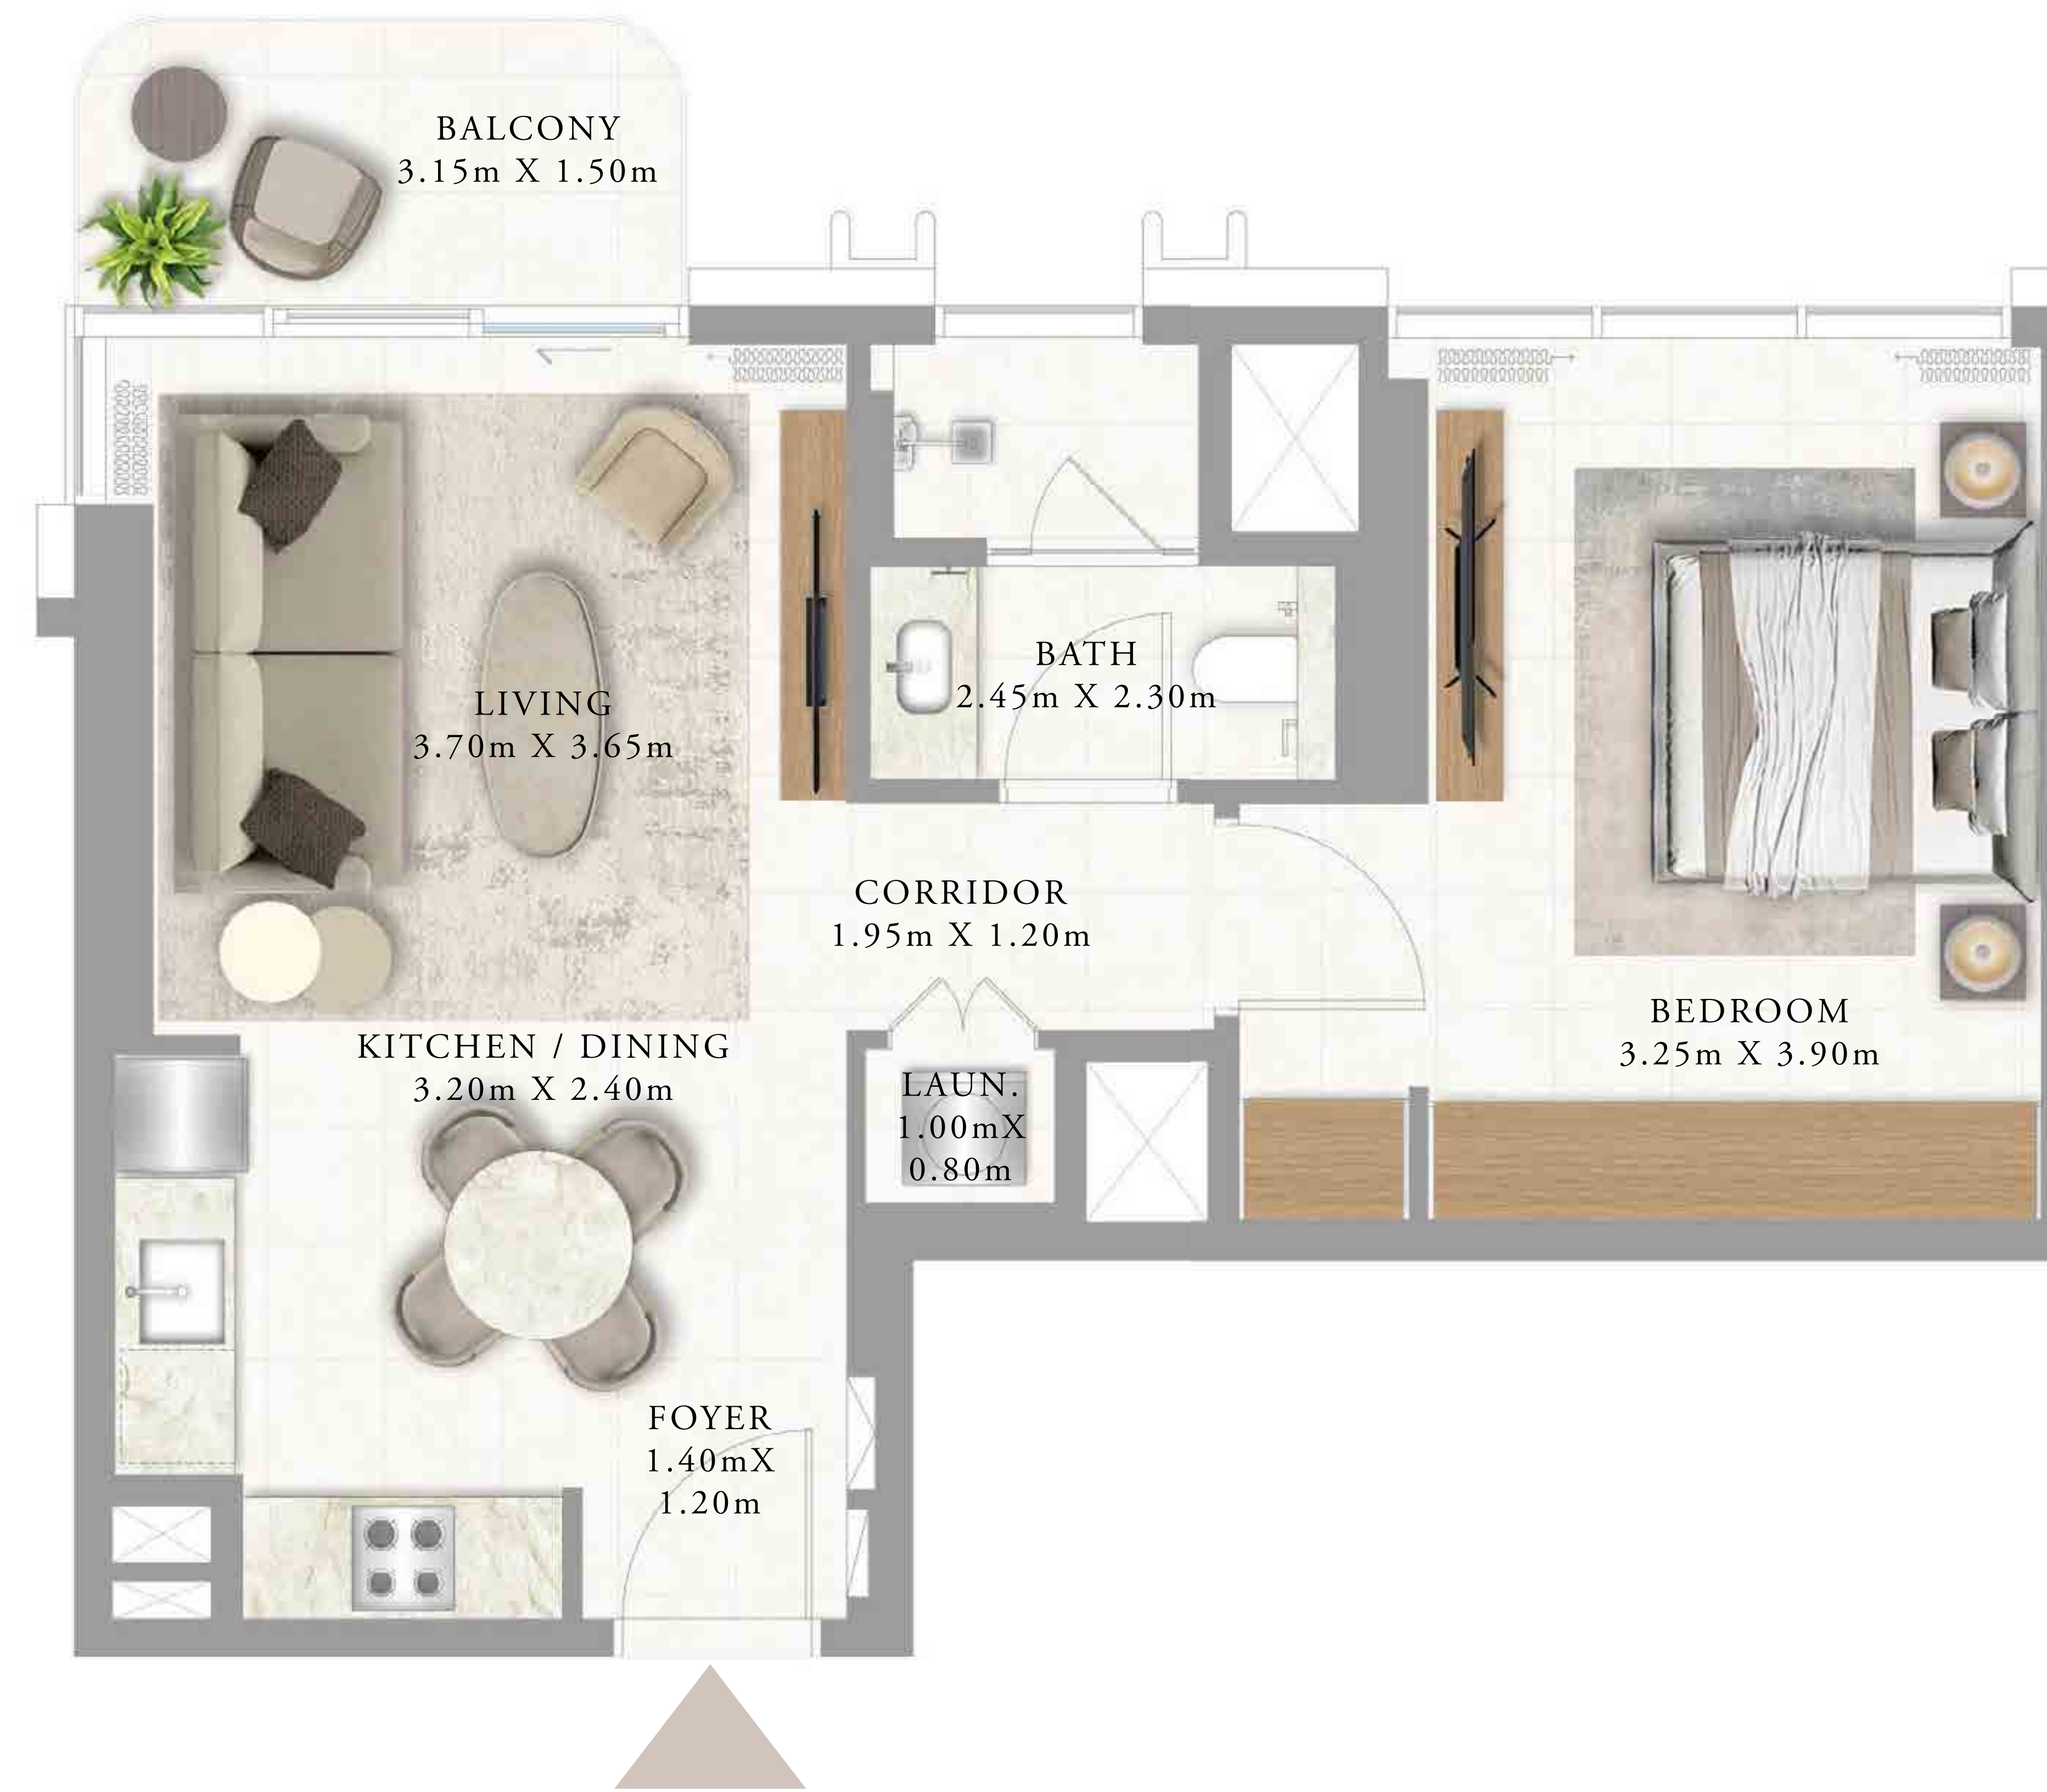 BALCONY
3.15m X 1.50m
LIVING
3.70m X 3.65m
BATH
2.45m X 2.30m
CORRIDOR
1.95m X 1.20m
BEDROOM
3.25m X 3.90m
KITCHEN / DINING
3.20m X 2.40m
LAUN.
1.00mX
0.80m
FOYER
1.40mX
1.20m